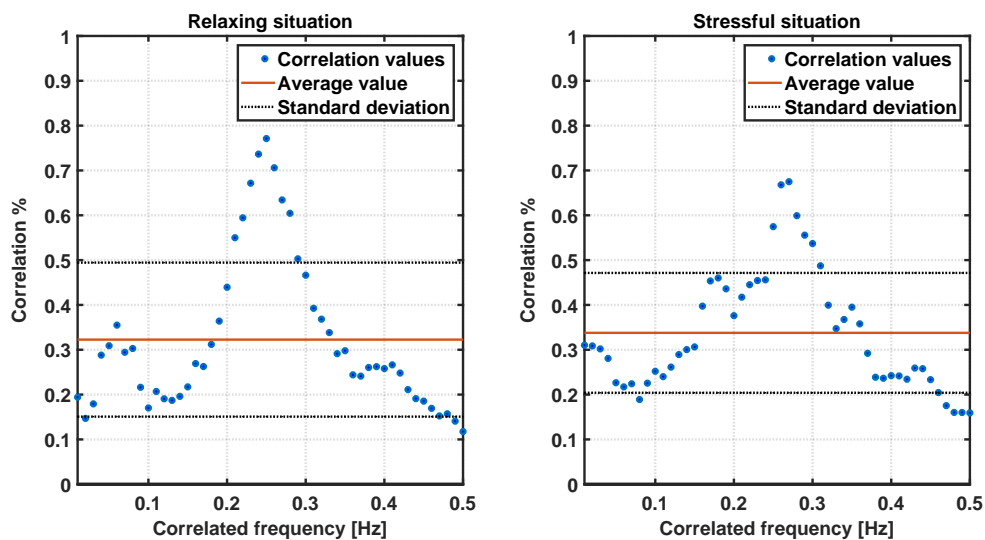 Relaxing situation
Correlation %
1
0.9
0.8
0.7
0.6
0.5
0.4
0.3
0.2
0.1
0
Correlation values
Average value
Standard deviation
0.1 0.2 0.3 0.4 0.5
Correlated frequency [Hz]
Stressful situation
Correlation %
1
0.9
0.8
0.7
0.6
0.5
0.4
0.3
0.2
0.1
0
Correlation values
Average value
Standard deviation
0.1 0.2 0.3 0.4 0.5
Correlated frequency [Hz]